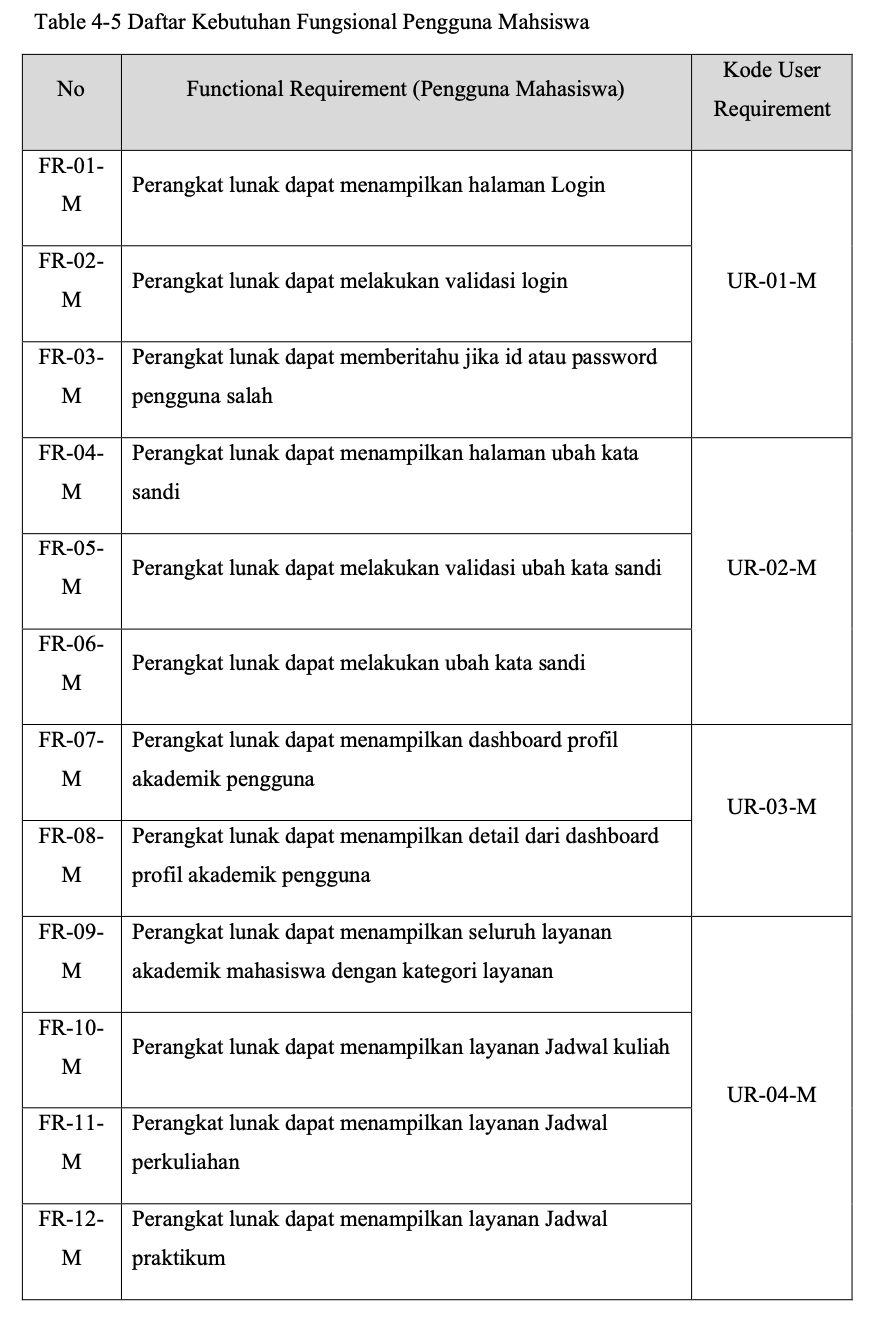 Table 4-5 Daftar Kebutuhan Fungsional Pengguna Mahsiswa
No
Functional Requirement (Pengguna Mahasiswa)
Kode User
Requirement
FR-01-
M
Perangkat lunak dapat menampilkan halaman Login
UR-01-M
FR-02-
M
Perangkat lunak dapat melakukan validasi login
FR-03-
M
Perangkat lunak dapat memberitahu jika id atau password
pengguna salah
FR-04-
M
Perangkat lunak dapat menampilkan halaman ubah kata
sandi
UR-02-M
FR-05-
M
Perangkat lunak dapat melakukan validasi ubah kata sandi
FR-06-
M
Perangkat lunak dapat melakukan ubah kata sandi
FR-07-
M
Perangkat lunak dapat menampilkan dashboard profil
akademik pengguna
UR-03-M
FR-08-
M
Perangkat lunak dapat menampilkan detail dari dashboard
profil akademik pengguna
FR-09-
M
Perangkat lunak dapat menampilkan seluruh layanan
akademik mahasiswa dengan kategori layanan
UR-04-M
FR-10-
M
Perangkat lunak dapat menampilkan layanan Jadwal kuliah
FR-11-
M
Perangkat lunak dapat menampilkan layanan Jadwal
perkuliahan
FR-12-
M
Perangkat lunak dapat menampilkan layanan Jadwal
praktikum